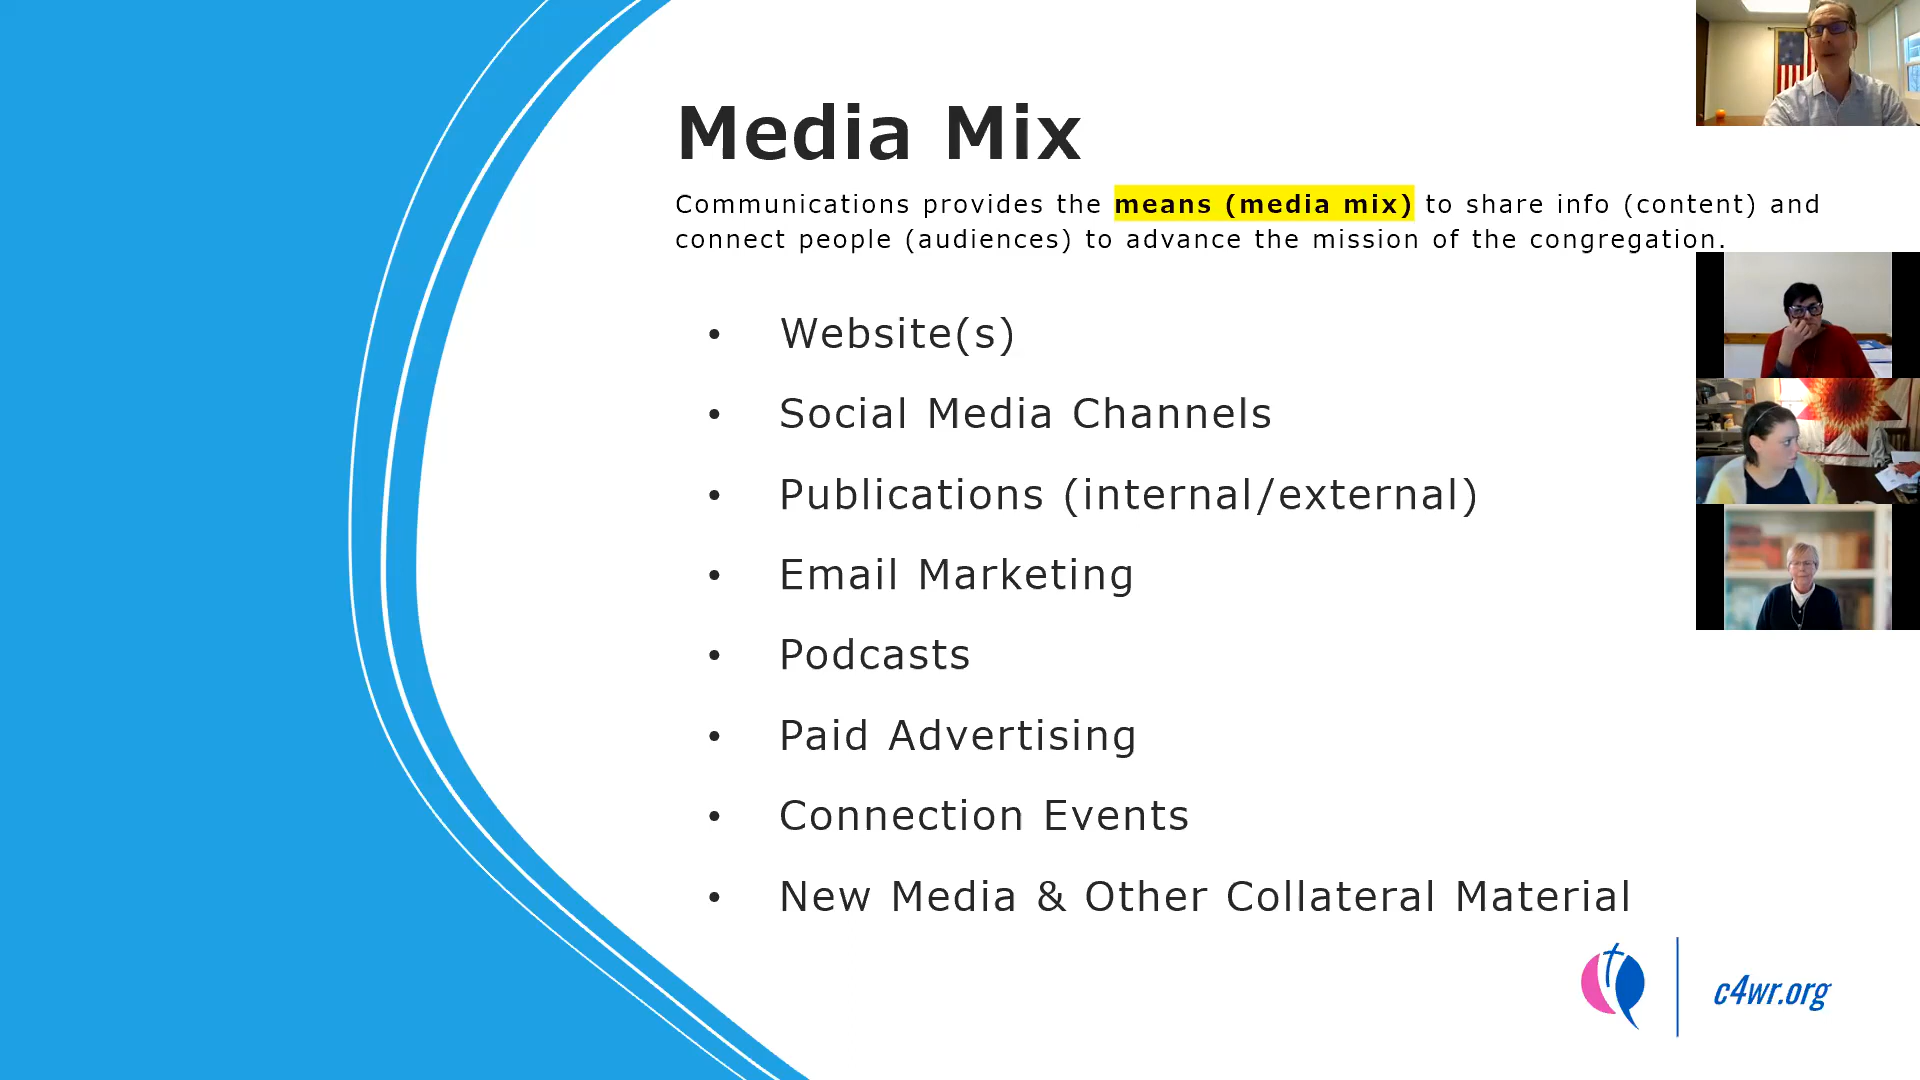 Media Mix
Communications provides the means (media mix) to share info (content) and
connect people (audiences) to advance the mission of the congregation.
• Website(s)
• Social Media Channels
• Publications (internal/external)
• Email Marketing
• Podcasts
• Paid Advertising
• Connection Events
• New Media & Other Collateral Material
c4wr.org